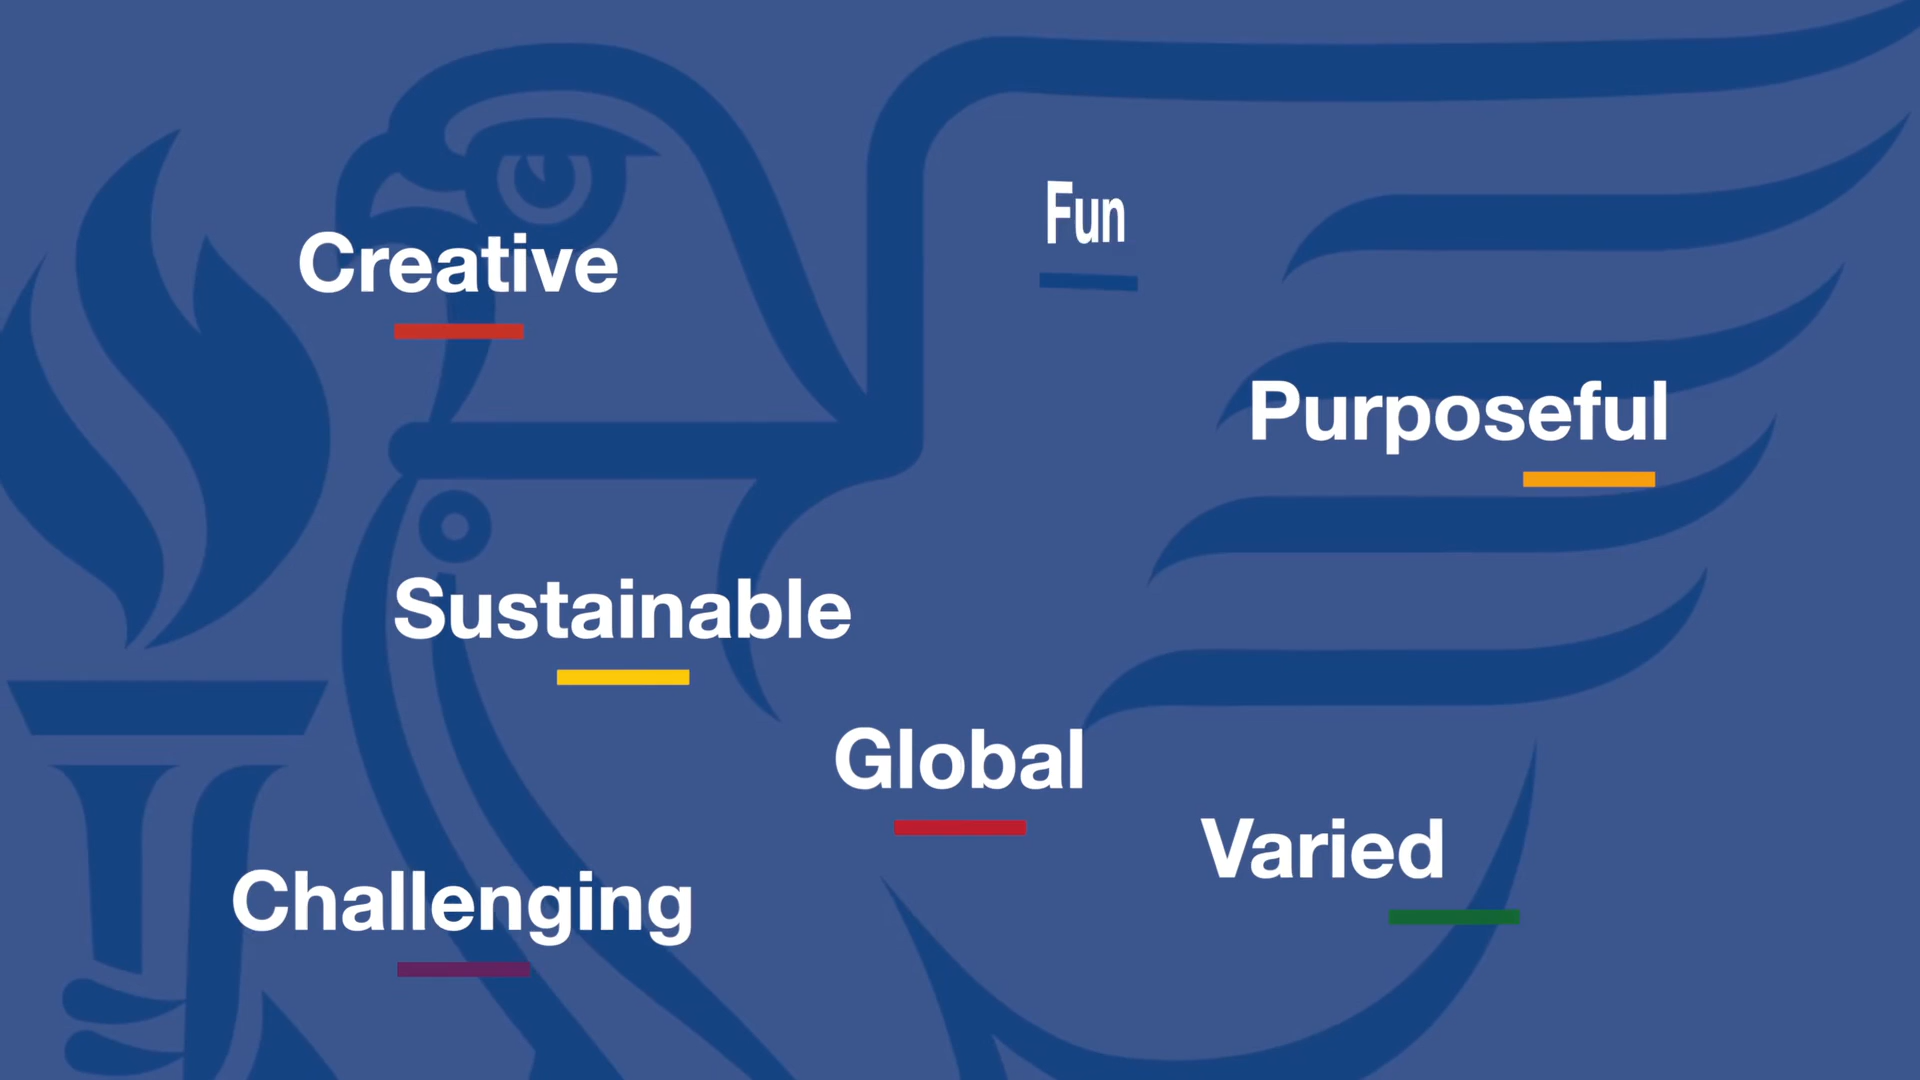 Fun
Creative
Purposeful
Sustainable
Global
Varied
Challenging